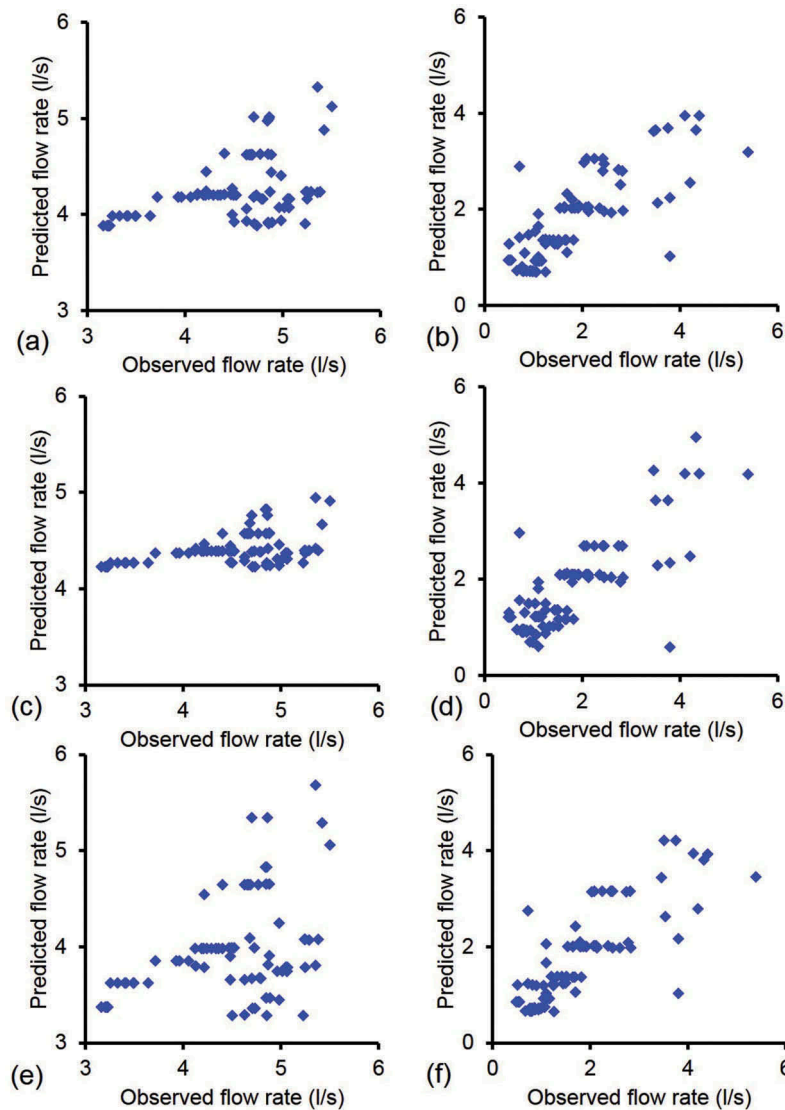 6
5
4
3
3 4 5 6
Predicted flow rate (l/s)
Observed flow rate (l/s)
(a)
6
4
2
0
0 2 4 6
Predicted flow rate (l/s)
Observed flow rate (l/s)
(b)
6
5
4
3
3 4 5 6
Predicted flow rate (l/s)
Observed flow rate (l/s)
(c)
6
4
2
0
0 2 4 6
Predicted flow rate (l/s)
Observed flow rate (l/s)
(d)
6
5
4
3
3 4 5 6
Predicted flow rate (l/s)
Observed flow rate (l/s)
(e)
6
4
2
0
0 2 4 6
Predicted flow rate (l/s)
Observed flow rate (l/s)
(f)